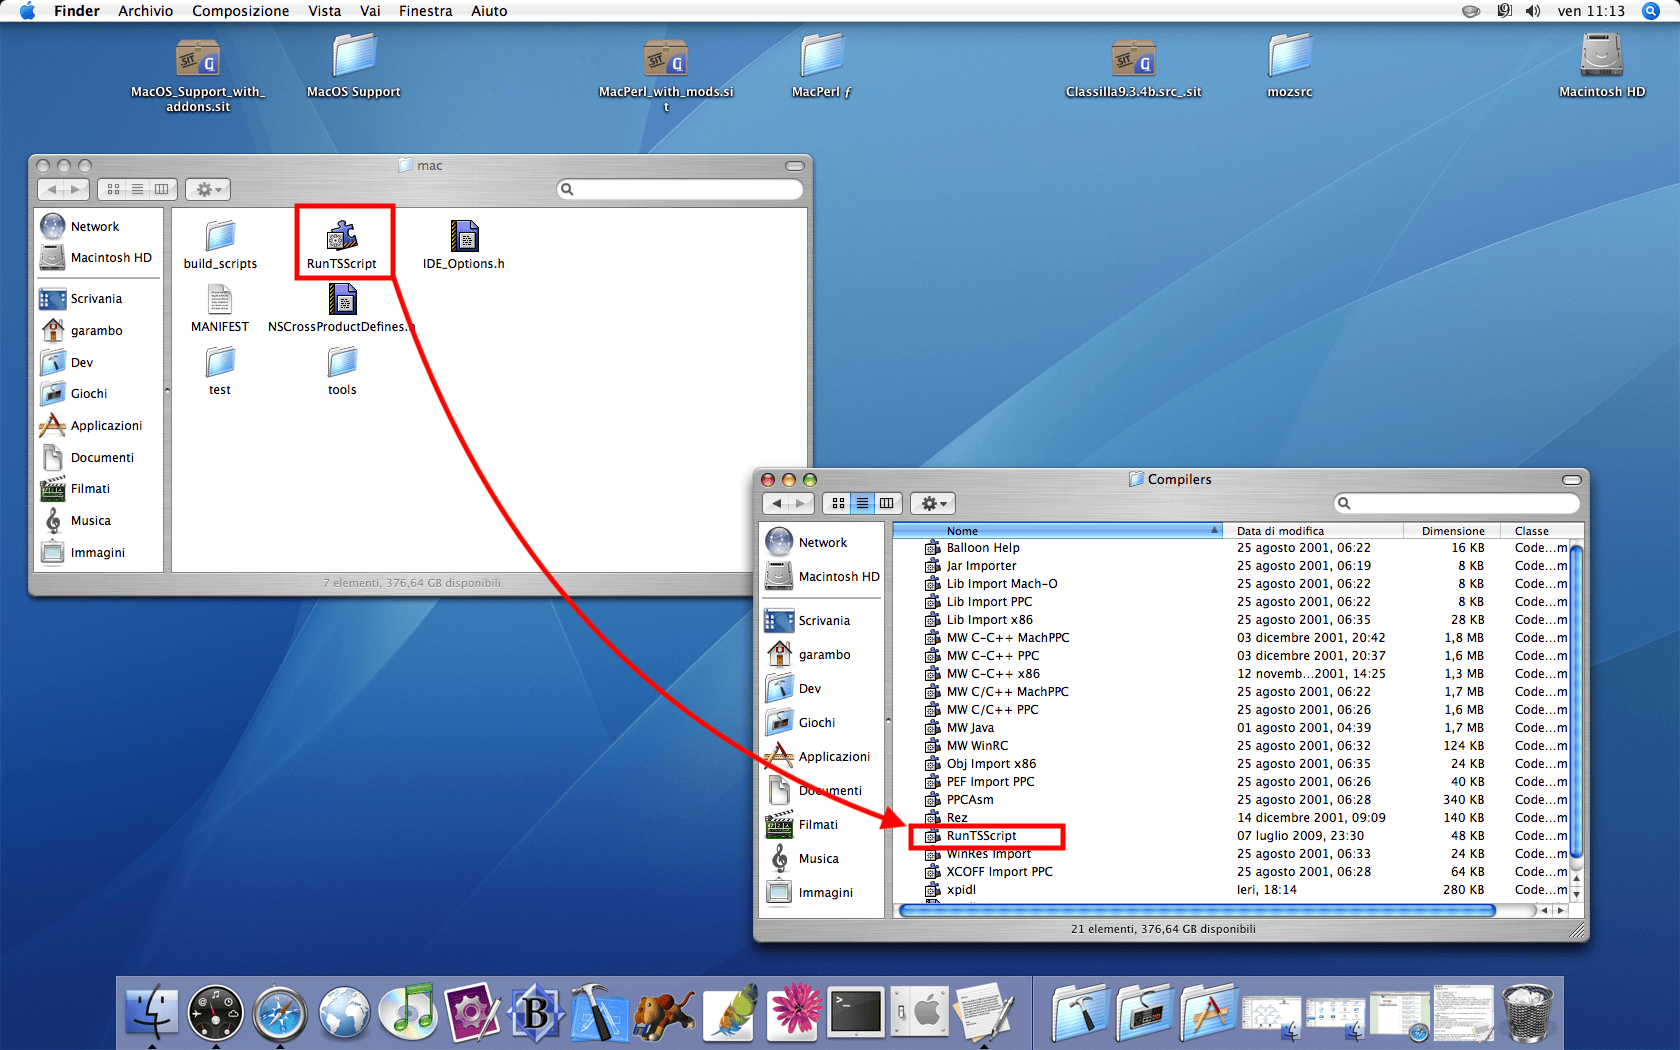 Finder Archivio Composizione Vista Vai Finestra Aiuto ven 11:13
MacOS_Support_with_
addons.sit
MacOS Support
MacPerl_with_mods.si
t
MacPerl ƒ
Classilla9.3.4b.src_.sit
mozsrc
Macintosh HD
mac
Network
Macintosh HD
Scrivania
garambo
Dev
Giochi
Applicazioni
Documenti
Filmati
Musica
Immagini
build_scripts
RunTSScript
IDE_Options.h
MANIFEST
NSCrossProductDefines.h
test
tools
7 elementi, 376,64 GB disponibili
Compilers
Network
Macintosh HD
Scrivania
garambo
Dev
Giochi
Applicazioni
Documenti
Filmati
Musica
Immagini
Nome Data di modifica Dimensione Classe
Balloon Help 25 agosto 2001, 06:22 16 KB Code...m
Jar Importer 25 agosto 2001, 06:19 8 KB Code...m
Lib Import Mach-O 25 agosto 2001, 06:22 8 KB Code...m
Lib Import PPC 25 agosto 2001, 06:22 8 KB Code...m
Lib Import x86 25 agosto 2001, 06:35 28 KB Code...m
MW C-C++ MachPPC 03 dicembre 2001, 20:42 1,8 MB Code...m
MW C-C++ PPC 03 dicembre 2001, 20:37 1,6 MB Code...m
MW C-C++ x86 12 novemb...2001, 14:25 1,3 MB Code...m
MW C/C++ MachPPC 25 agosto 2001, 06:22 1,7 MB Code...m
MW C/C++ PPC 25 agosto 2001, 06:26 1,6 MB Code...m
MW Java 01 agosto 2001, 04:39 1,7 MB Code...m
MW WinRC 25 agosto 2001, 06:32 124 KB Code...m
Obj Import x86 25 agosto 2001, 06:35 24 KB Code...m
PEF Import PPC 25 agosto 2001, 06:26 40 KB Code...m
PPCAsm 25 agosto 2001, 06:28 340 KB Code...m
Rez 14 dicembre 2001, 09:09 140 KB Code...m
RunTSScript 07 luglio 2009, 23:30 48 KB Code...m
WinRes Import 25 agosto 2001, 06:33 24 KB Code...m
XCOFF Import PPC 25 agosto 2001, 06:28 64 KB Code...m
xpidl Ieri, 18:14 280 KB Code...m
21 elementi, 376,64 GB disponibili